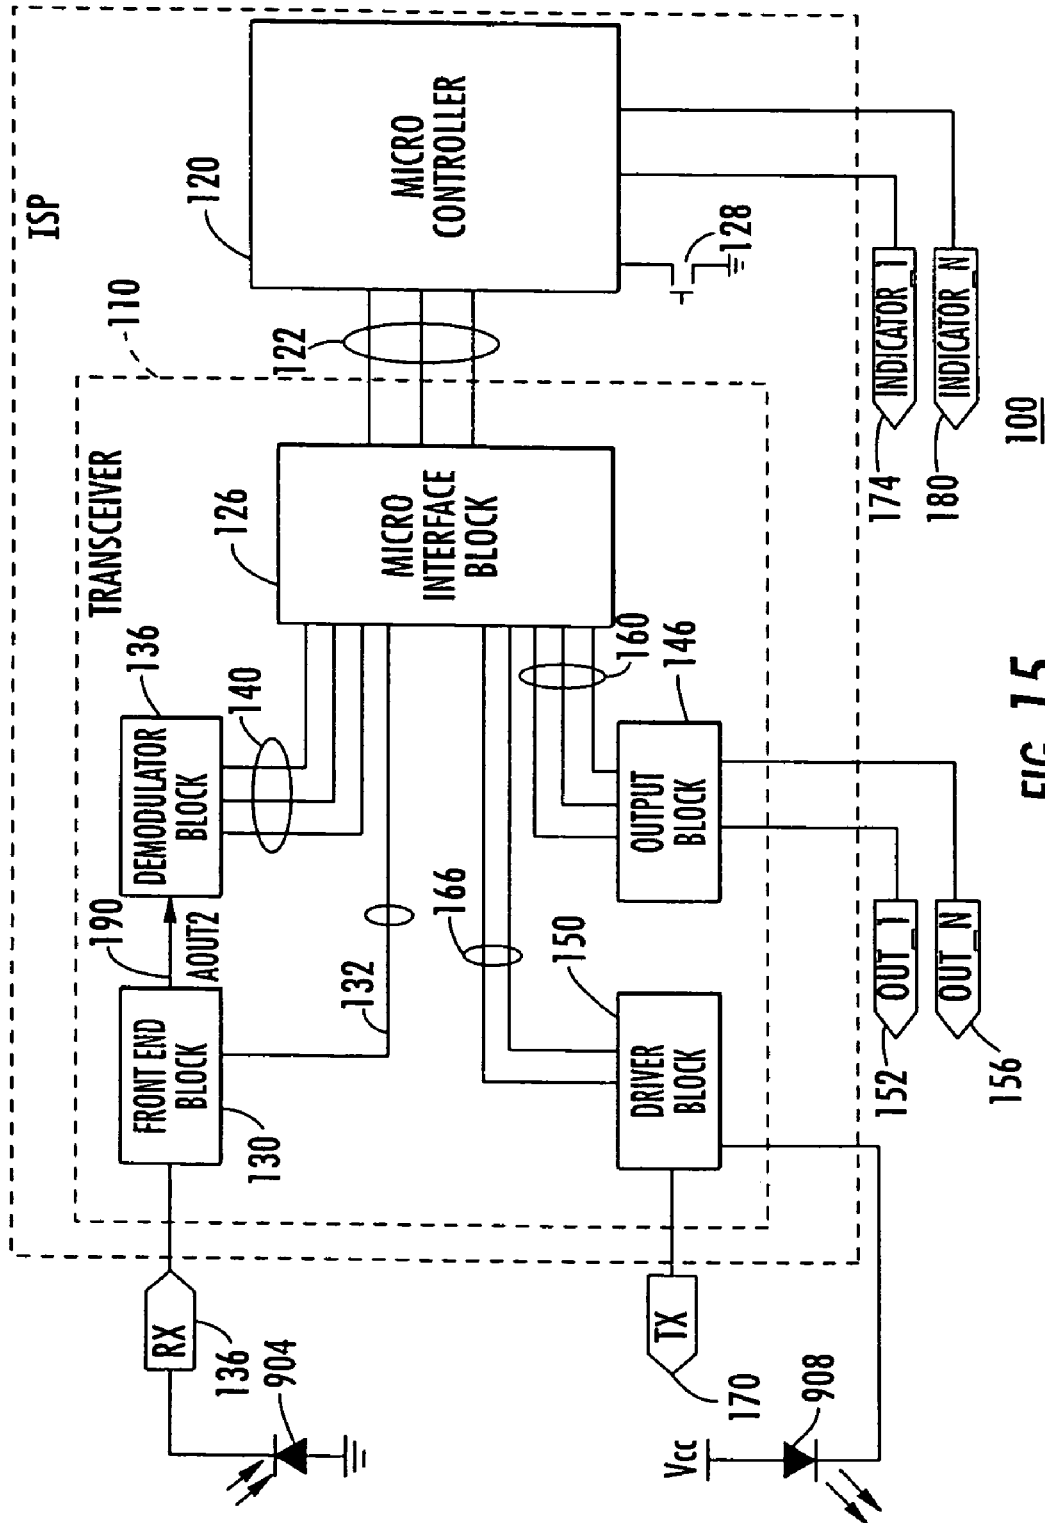 ISP
TRANSCEIVER
110
120
MICRO
CONTROLLER
122
126
MICRO
INTERFACE
BLOCK
128
136
DEMODULATOR
BLOCK
140
190
AOUT2
FRONT END
BLOCK
130
132
RX
136
904
166
160
150
DRIVER
BLOCK
146
OUTPUT
BLOCK
TX
170
Vcc
908
OUT_1
152
OUT_N
156
INDICATOR_1
174
INDICATOR_N
180
100
FIG. 15